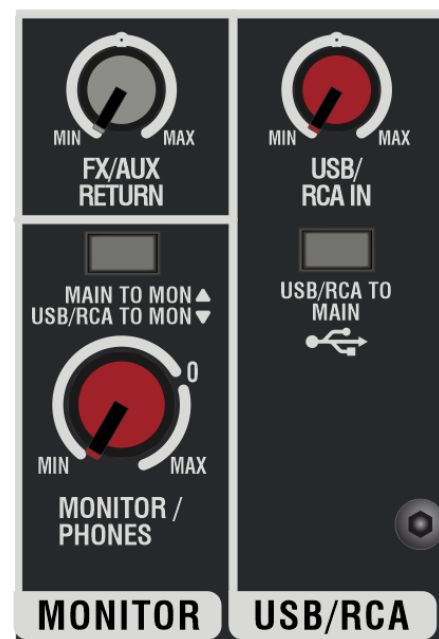 MIN MAX
FX/AUX
RETURN
MAIN TO MON▲
USB/RCA TO MON▼
0
MIN MAX
MONITOR /
PHONES
MONITOR
MIN MAX
USB/
RCA IN
USB/RCA TO
MAIN
USB/RCA